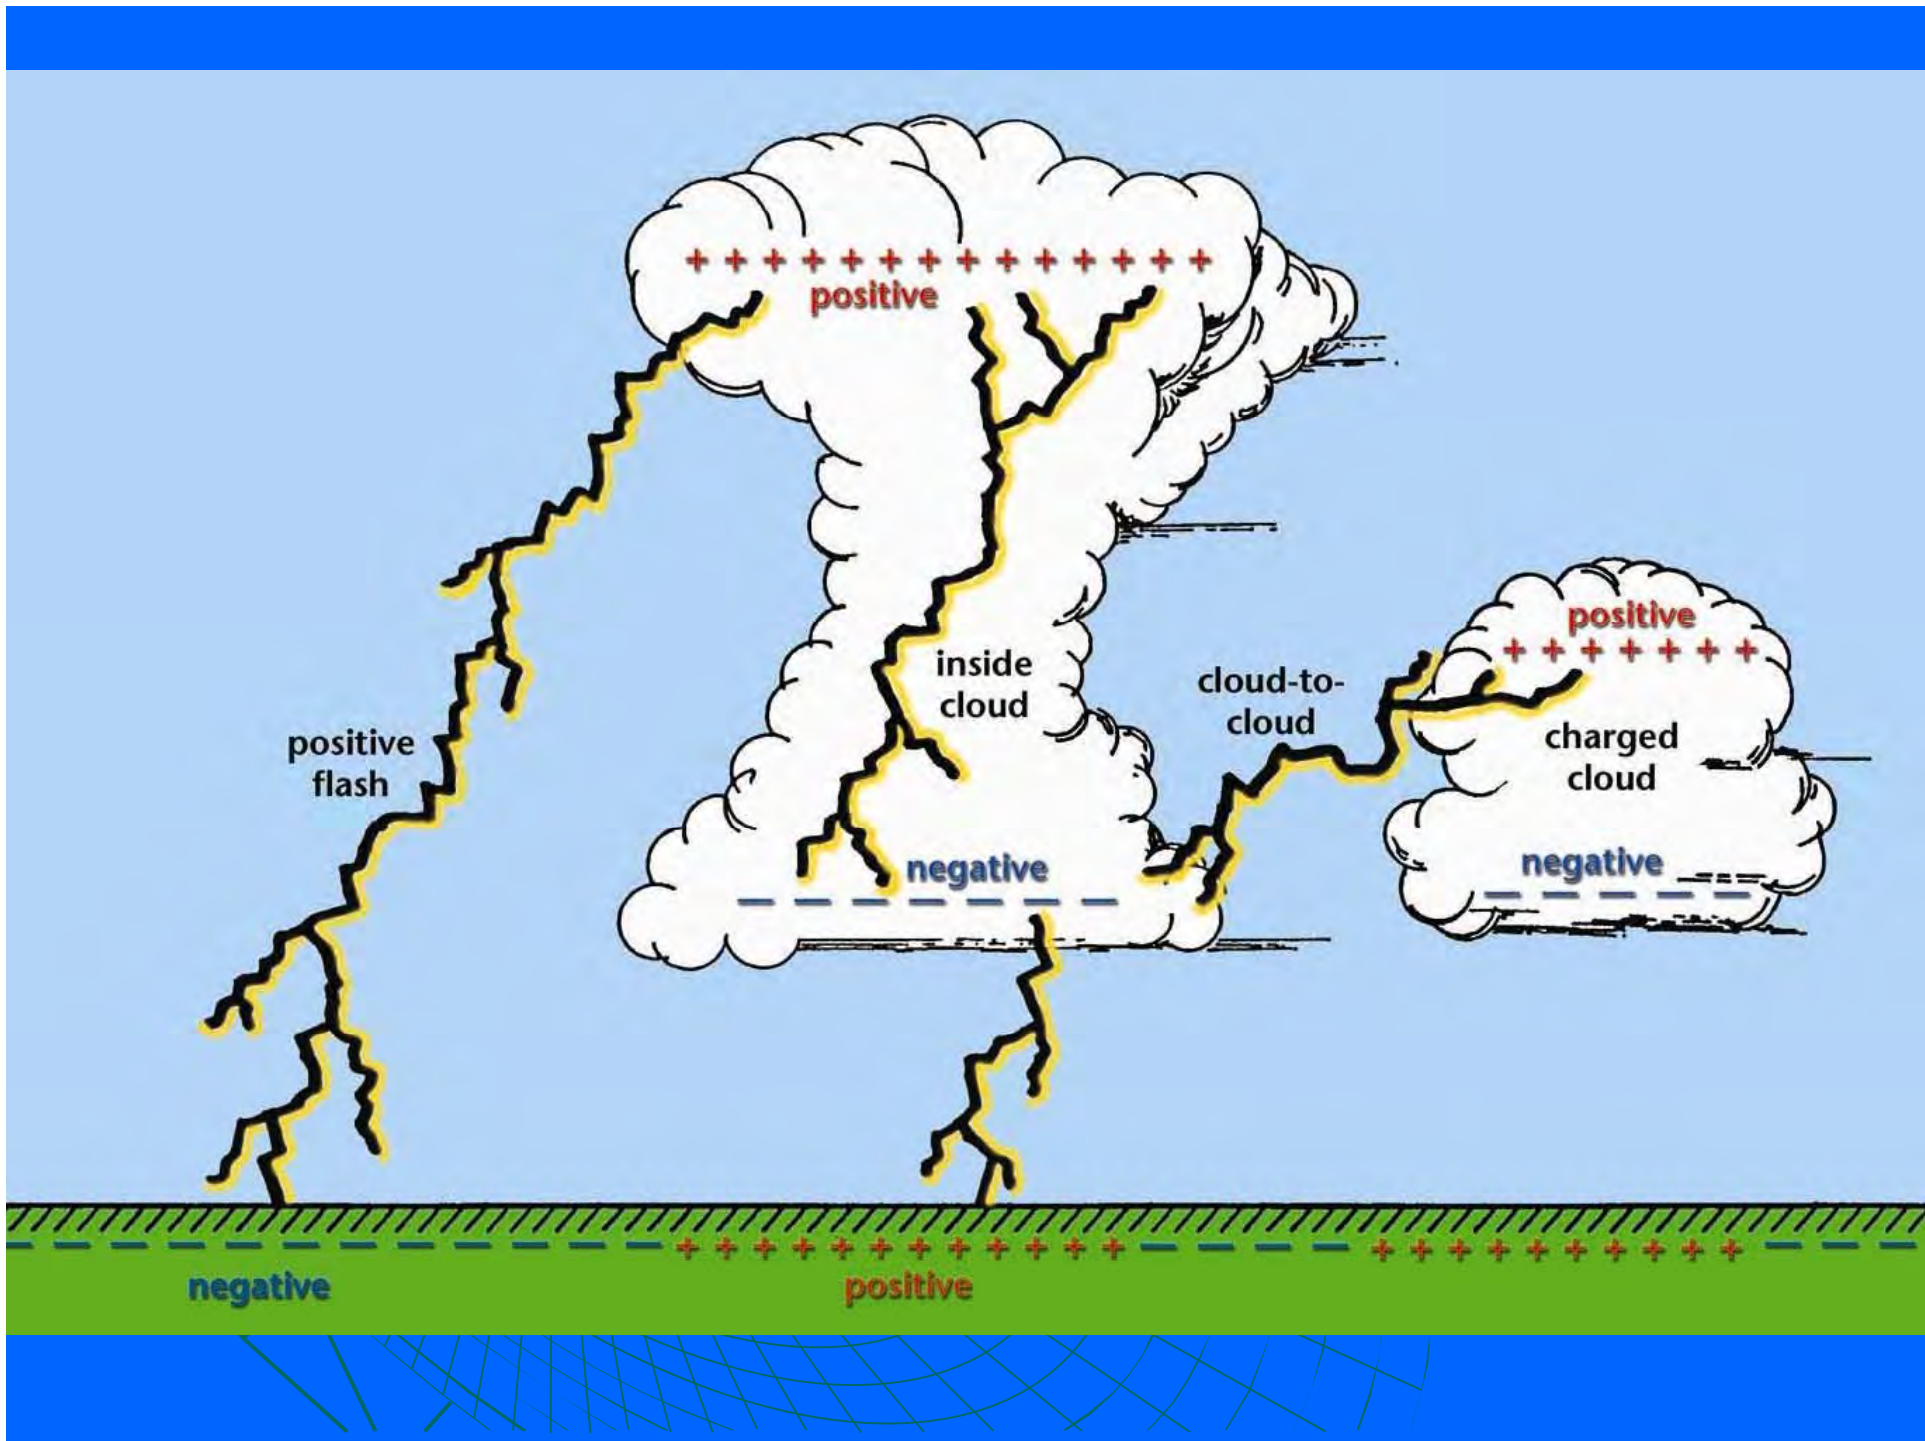 + + + + + + + + + + + + + +
positive
positive
+ + + + + + +
inside
cloud
cloud-to-
cloud
positive
flash
charged
cloud
negative
negative
negative
positive